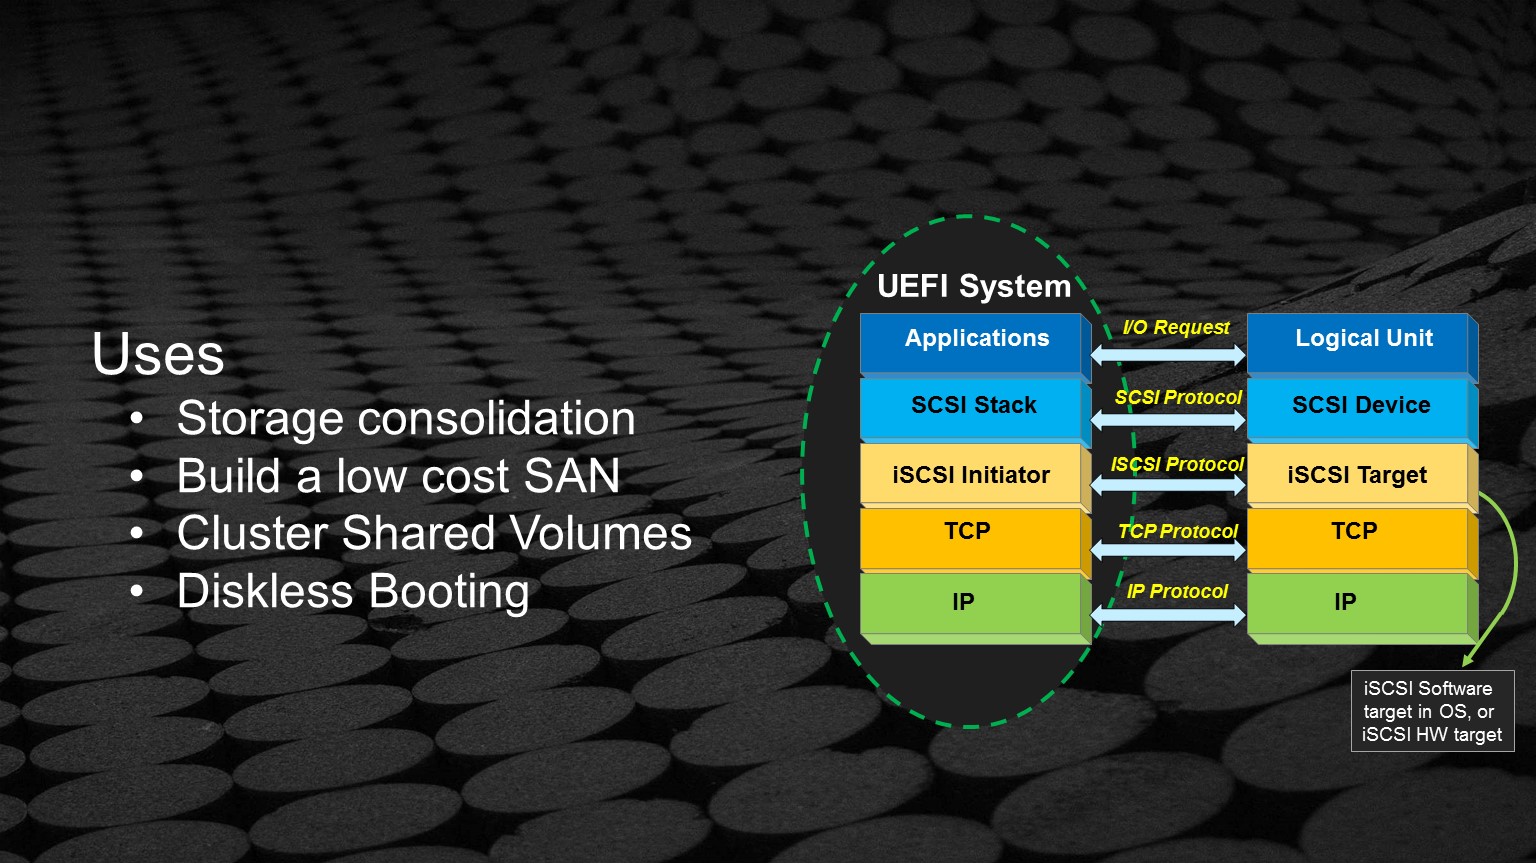 Uses
• Storage consolidation
• Build a low cost SAN
• Cluster Shared Volumes
• Diskless Booting
UEFI System
Applications
I/O Request
Logical Unit
SCSI Stack
SCSI Protocol
SCSI Device
iSCSI Initiator
ISCSI Protocol
iSCSI Target
TCP
TCP Protocol
TCP
IP
IP Protocol
IP
iSCSI Software
target in OS, or
iSCSI HW target